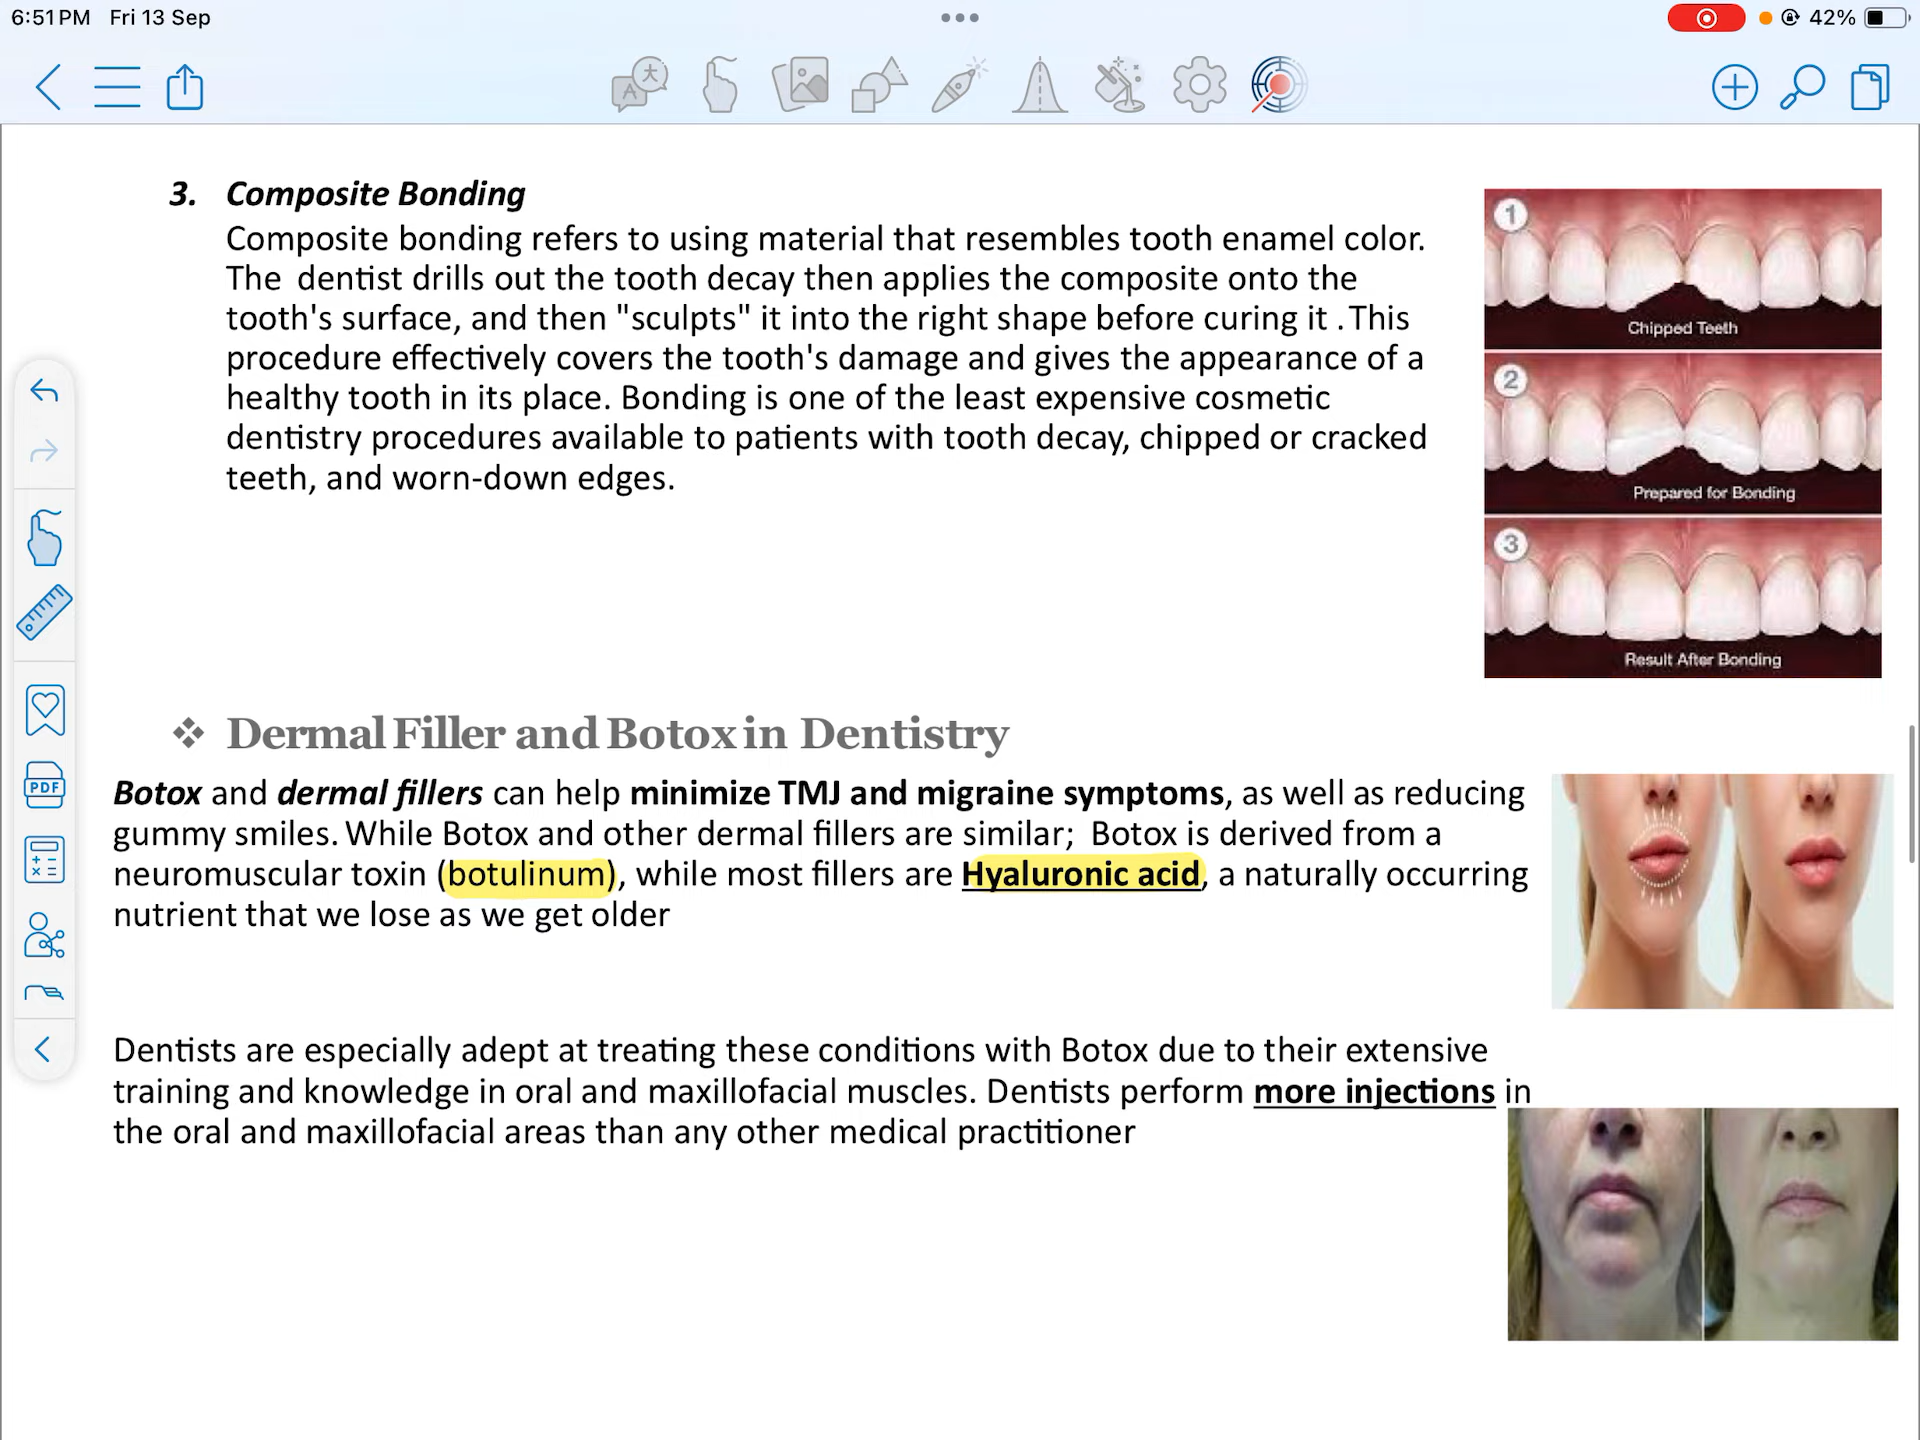 6:51 PM Fri 13 Sep
42%
3. Composite Bonding
Composite bonding refers to using material that resembles tooth enamel color.
The dentist drills out the tooth decay then applies the composite onto the
tooth's surface, and then "sculpts" it into the right shape before curing it . This
procedure effectively covers the tooth's damage and gives the appearance of a
healthy tooth in its place. Bonding is one of the least expensive cosmetic
dentistry procedures available to patients with tooth decay, chipped or cracked
teeth, and worn-down edges.
1
Chipped Teeth
2
Prepared for Bonding
3
Result After Bonding
PDF
❖ Dermal Filler and Botox in Dentistry
Botox and dermal fillers can help minimize TMJ and migraine symptoms, as well as reducing
gummy smiles. While Botox and other dermal fillers are similar; Botox is derived from a
neuromuscular toxin (botulinum), while most fillers are Hyaluronic acid, a naturally occurring
nutrient that we lose as we get older
Dentists are especially adept at treating these conditions with Botox due to their extensive
training and knowledge in oral and maxillofacial muscles. Dentists perform more injections in
the oral and maxillofacial areas than any other medical practitioner